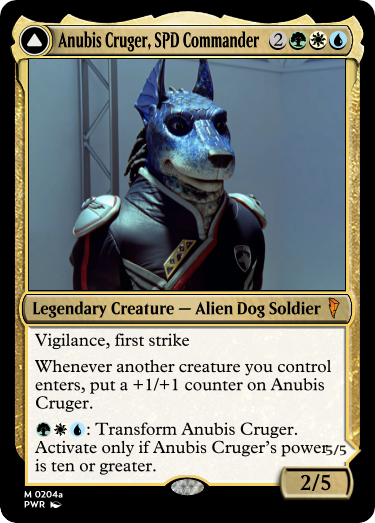 Anubis Cruger, SPD Commander 2
Legendary Creature — Alien Dog Soldier
Vigilance, first strike
Whenever another creature you control
enters, put a +1/+1 counter on Anubis
Cruger.
: Transform Anubis Cruger.
Activate only if Anubis Cruger's power
is ten or greater.
5/5
2/5
M 0204a
PWR